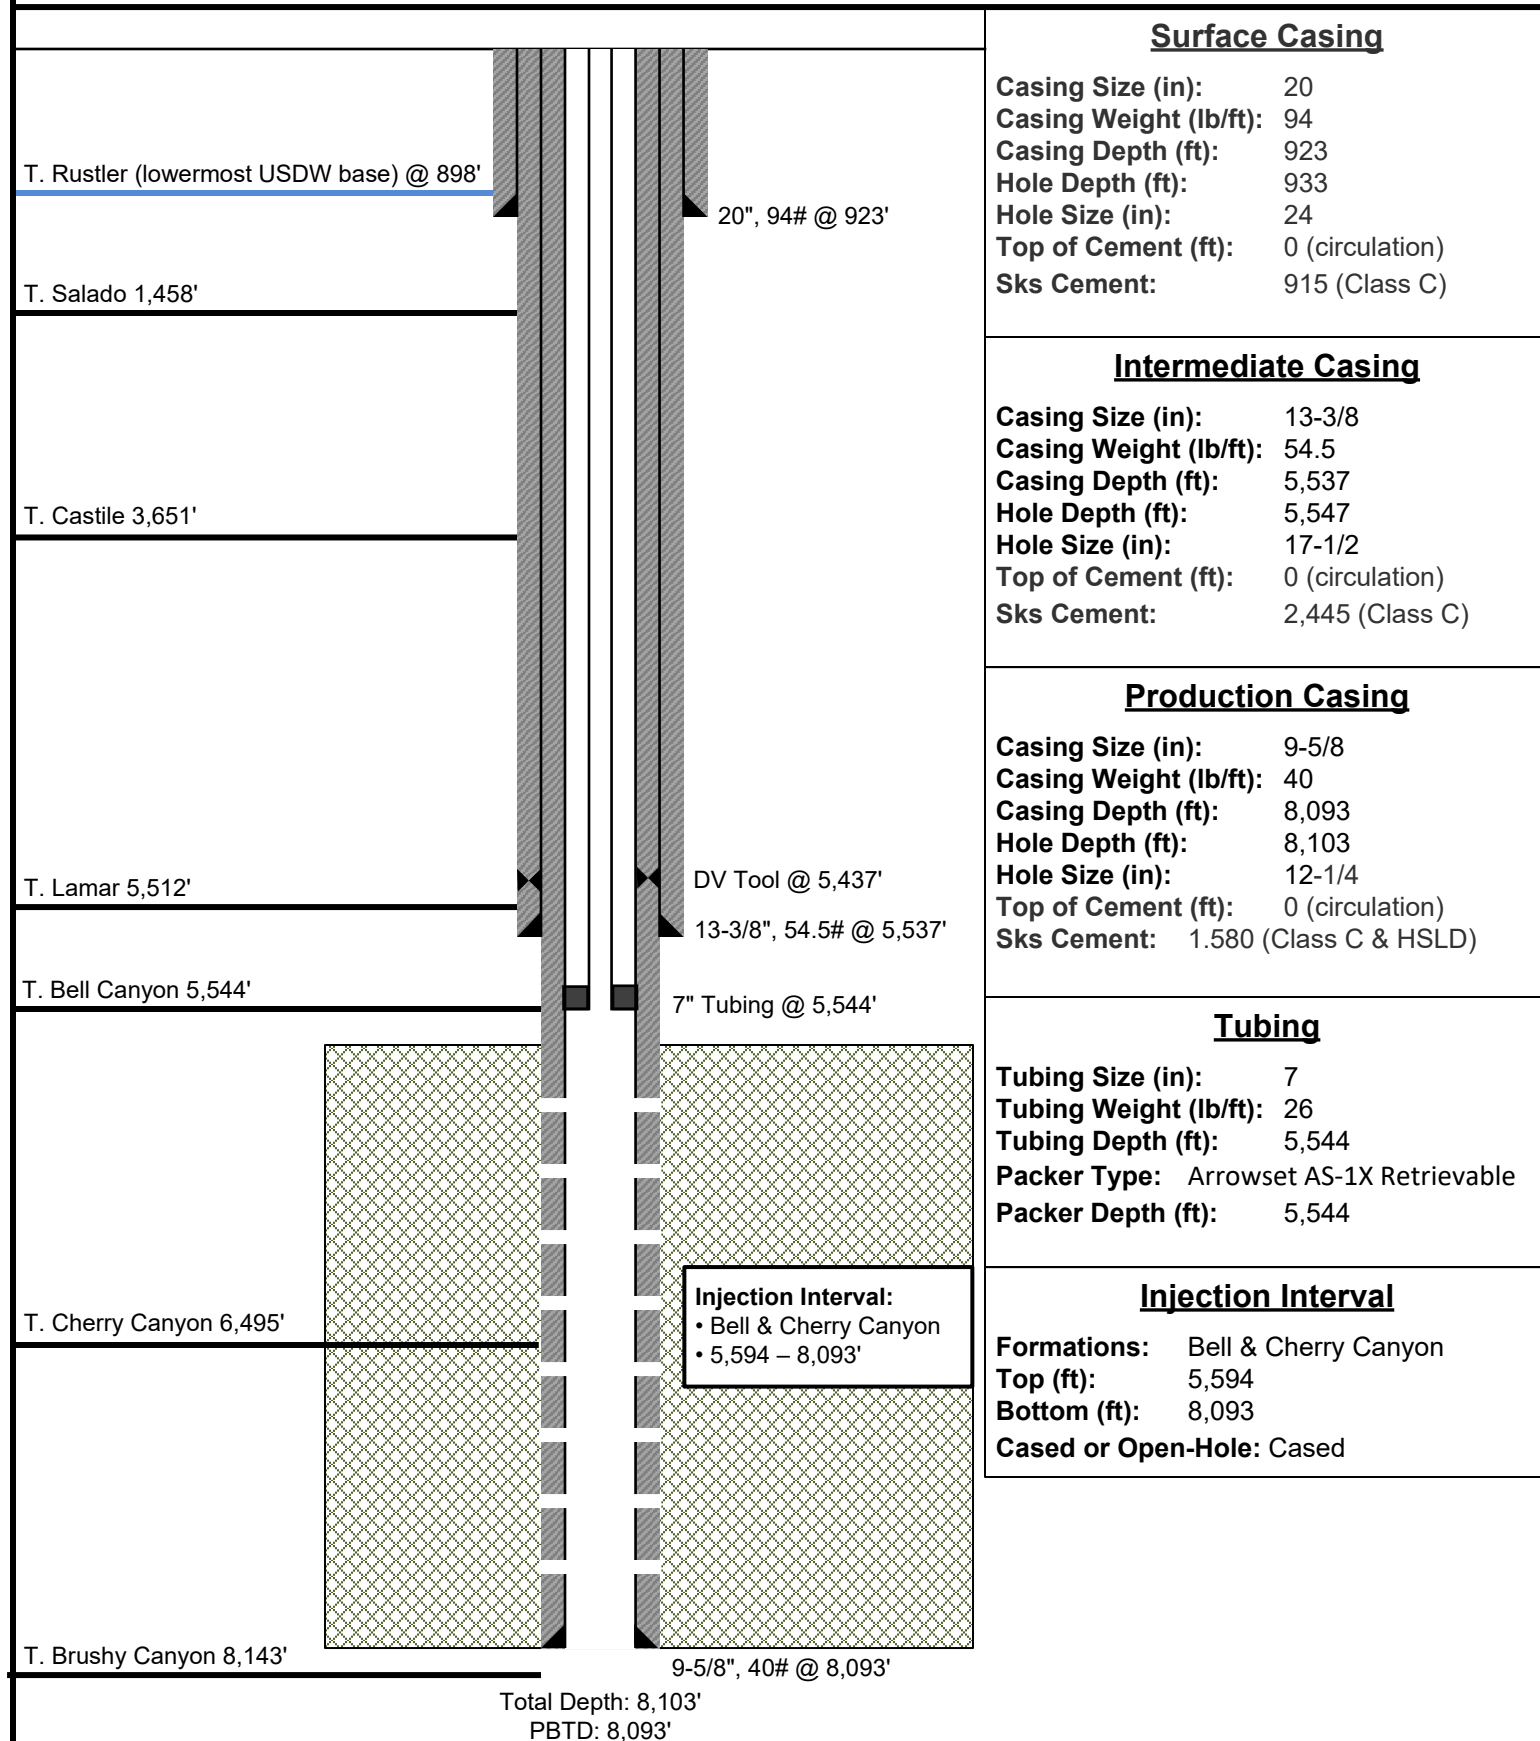 T. Rustler (lowermost USDW base) @ 898'
20", 94# @ 923'
T. Salado 1,458'
T. Castile 3,651'
T. Lamar 5,512'
DV Tool @ 5,437'
13-3/8", 54.5# @ 5,537'
T. Bell Canyon 5,544'
7" Tubing @ 5,544'
Injection Interval:
• Bell & Cherry Canyon
• 5,594 – 8,093'
T. Cherry Canyon 6,495'
T. Brushy Canyon 8,143'
9-5/8", 40# @ 8,093'
Total Depth: 8,103'
PBTD: 8,093'
Surface Casing
Casing Size (in): 20
Casing Weight (lb/ft): 94
Casing Depth (ft): 923
Hole Depth (ft): 933
Hole Size (in): 24
Top of Cement (ft): 0 (circulation)
Sks Cement: 915 (Class C)
Intermediate Casing
Casing Size (in): 13-3/8
Casing Weight (lb/ft): 54.5
Casing Depth (ft): 5,537
Hole Depth (ft): 5,547
Hole Size (in): 17-1/2
Top of Cement (ft): 0 (circulation)
Sks Cement: 2,445 (Class C)
Production Casing
Casing Size (in): 9-5/8
Casing Weight (lb/ft): 40
Casing Depth (ft): 8,093
Hole Depth (ft): 8,103
Hole Size (in): 12-1/4
Top of Cement (ft): 0 (circulation)
Sks Cement: 1.580 (Class C & HSLD)
Tubing
Tubing Size (in): 7
Tubing Weight (lb/ft): 26
Tubing Depth (ft): 5,544
Packer Type: Arrowset AS-1X Retrievable
Packer Depth (ft): 5,544
Injection Interval
Formations: Bell & Cherry Canyon
Top (ft): 5,594
Bottom (ft): 8,093
Cased or Open-Hole: Cased